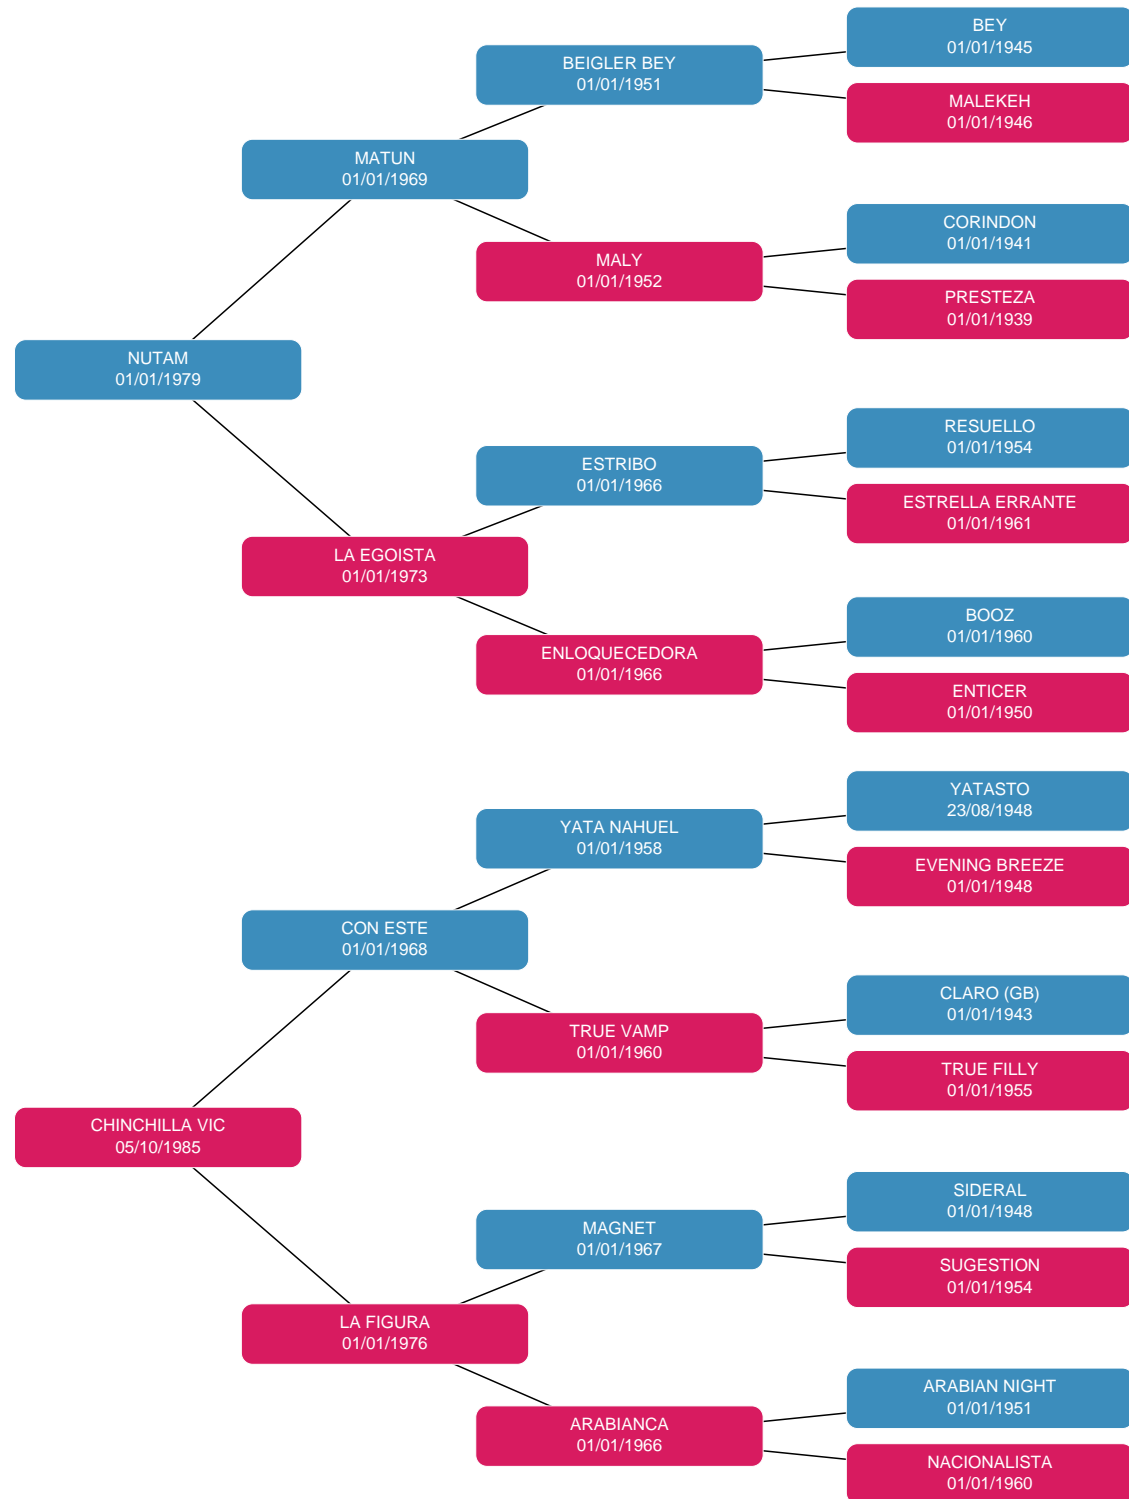 BEY
01/01/1945
BEIGLER BEY
01/01/1951
MALEKEH
01/01/1946
MATUN
01/01/1969
CORINDON
01/01/1941
MALY
01/01/1952
PRESTEZA
01/01/1939
NUTAM
01/01/1979
RESUELLO
01/01/1954
ESTRIBO
01/01/1966
ESTRELLA ERRANTE
01/01/1961
LA EGOISTA
01/01/1973
BOOZ
01/01/1960
ENLOQUECEDORA
01/01/1966
ENTICER
01/01/1950
YATASTO
23/08/1948
YATA NAHUEL
01/01/1958
EVENING BREEZE
01/01/1948
CON ESTE
01/01/1968
CLARO (GB)
01/01/1943
TRUE VAMP
01/01/1960
TRUE FILLY
01/01/1955
CHINCHILLA VIC
05/10/1985
SIDERAL
01/01/1948
MAGNET
01/01/1967
SUGESTION
01/01/1954
LA FIGURA
01/01/1976
ARABIAN NIGHT
01/01/1951
ARABIANCA
01/01/1966
NACIONALISTA
01/01/1960